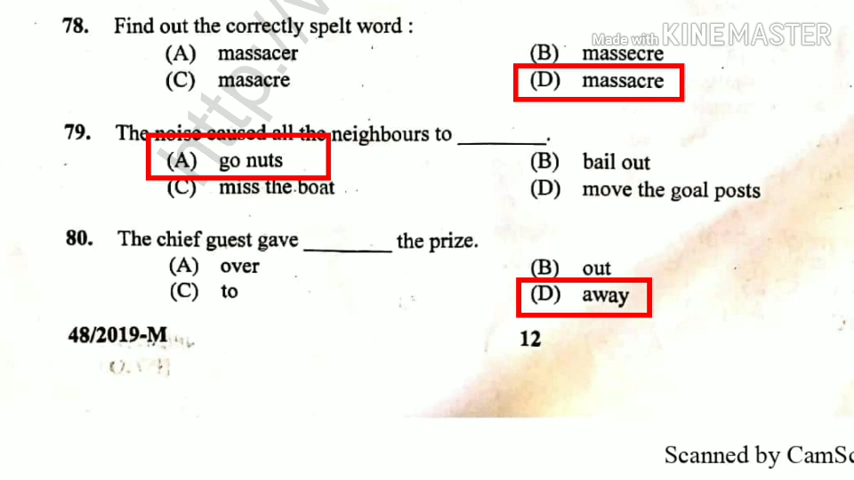 Made with KINEMASTER
78. Find out the correctly spelt word :
(A) massacer (B) massecre
(C) masacre (D) massacre
79. The noise caused all the neighbours to ________.
(A) go nuts (B) bail out
(C) miss the boat (D) move the goal posts
80. The chief guest gave ________ the prize.
(A) over (B) out
(C) to (D) away
48/2019-M 12
Scanned by CamSc
http://